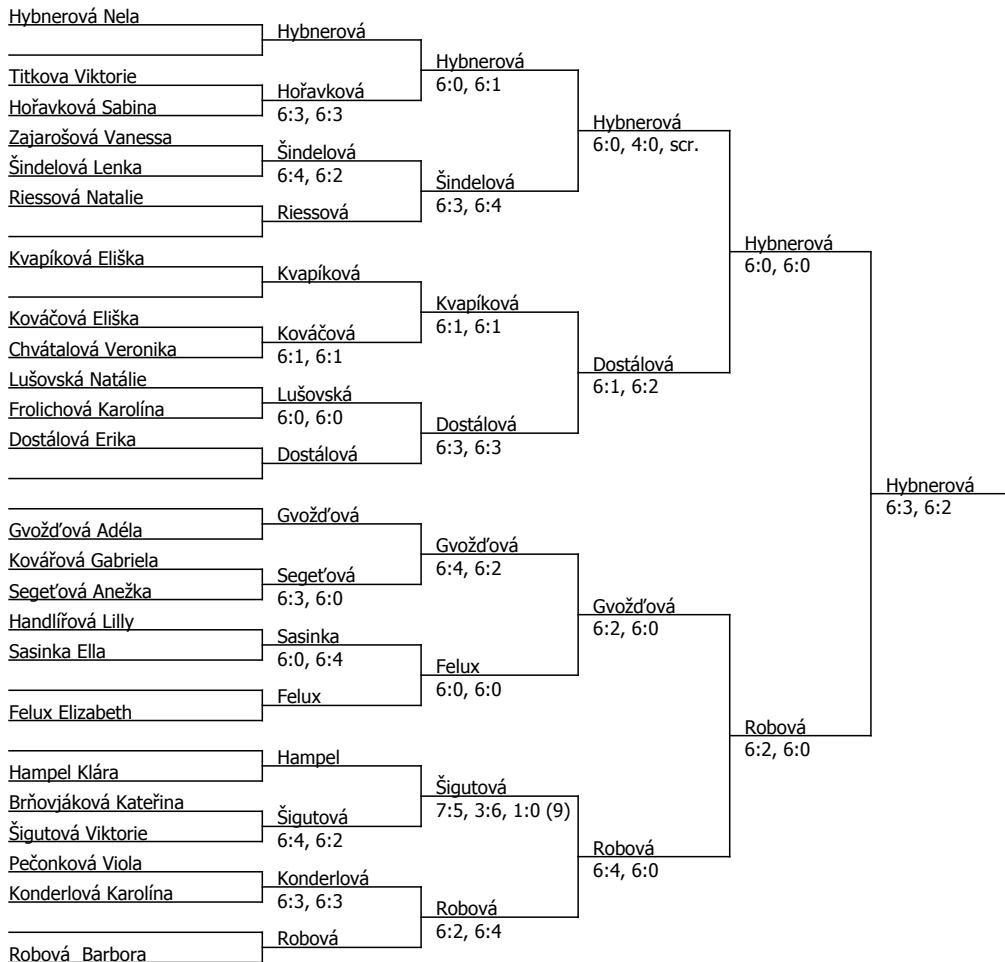 Hybnerová Nela
Hybnerová
Hybnerová
6:0, 6:1
Titkova Viktorie
Hořavková
6:3, 6:3
Hořavková Sabina
Hybnerová
6:0, 4:0, scr.
Zajarošová Vanessa
Šindelová
6:4, 6:2
Šindelová Lenka
Šindelová
6:3, 6:4
Riessová Natalie
Riessová
Hybnerová
6:0, 6:0
Kvapíková Eliška
Kvapíková
Kvapíková
6:1, 6:1
Kováčová Eliška
Kováčová
6:1, 6:1
Chvátalová Veronika
Dostálová
6:1, 6:2
Lušovská Natálie
Lušovská
6:0, 6:0
Frolichová Karolína
Dostálová
6:3, 6:3
Dostálová Erika
Dostálová
Hybnerová
6:3, 6:2
Gvožďová
Gvožďová Adéla
Gvožďová
6:4, 6:2
Kovářová Gabriela
Segeťová
6:3, 6:0
Segeťová Anežka
Gvožďová
6:2, 6:0
Handlířová Lilly
Sasinka
6:0, 6:4
Sasinka Ella
Felux
6:0, 6:0
Felux
Felux Elizabeth
Robová
6:2, 6:0
Hampel
Hampel Klára
Šigutová
7:5, 3:6, 1:0 (9)
Brňovjáková Kateřina
Šigutová
6:4, 6:2
Šigutová Viktorie
Robová
6:4, 6:0
Pečonková Viola
Konderlová
6:3, 6:3
Konderlová Karolína
Robová
6:2, 6:4
Robová
Robová  Barbora